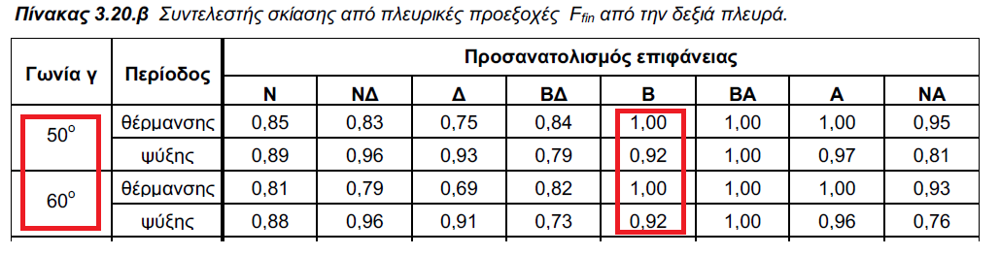 Πίνακας 3.20.β Συντελεστής σκίασης από πλευρικές προεξοχές Ffin από την δεξιά πλευρά.
Γωνία γ Περίοδος Προσανατολισμός επιφάνειας
Ν ΝΔ Δ ΒΔ Β ΒΑ Α ΝΑ
50º θέρμανσης 0,85 0,83 0,75 0,84 1,00 1,00 1,00 0,95
ψύξης 0,89 0,96 0,93 0,79 0,92 1,00 0,97 0,81
60º θέρμανσης 0,81 0,79 0,69 0,82 1,00 1,00 1,00 0,93
ψύξης 0,88 0,96 0,91 0,73 0,92 1,00 0,96 0,76